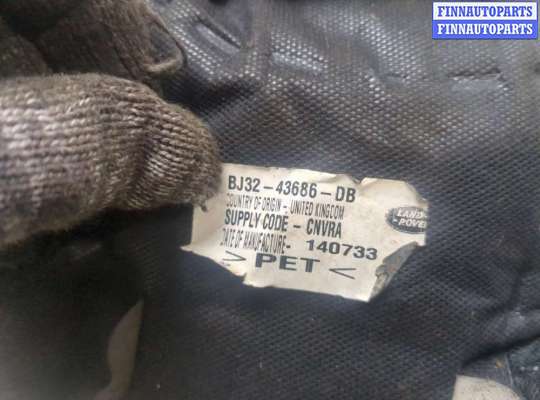 FINNAUTOPARTS
FINNAUTOPARTS
BJ32-43686-DB
COUNTRY OF ORIGIN - UNITED KINGDOM
SUPPLY CODE - CNVRA
DATE OF MANUFACTURE- 140733
> PET <
LAND-
ROVER